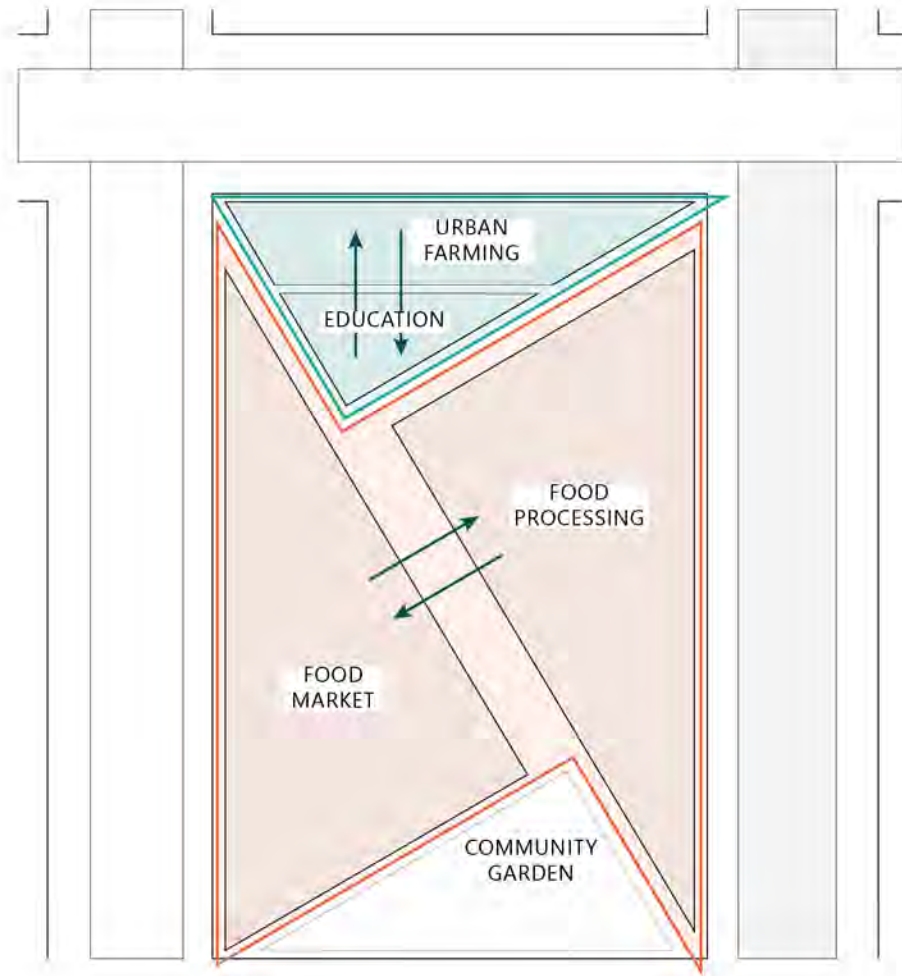 URBAN
FARMING
EDUCATION
FOOD
PROCESSING
FOOD
MARKET
COMMUNITY
GARDEN